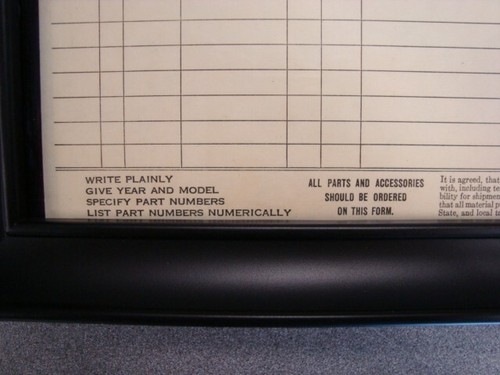 WRITE PLAINLY
GIVE YEAR AND MODEL
SPECIFY PART NUMBERS
LIST PART NUMBERS NUMERICALLY
ALL PARTS AND ACCESSORIES
SHOULD BE ORDERED
ON THIS FORM.
It is agreed, that
with, including te
bility for shipmen
that all material p
State, and local t